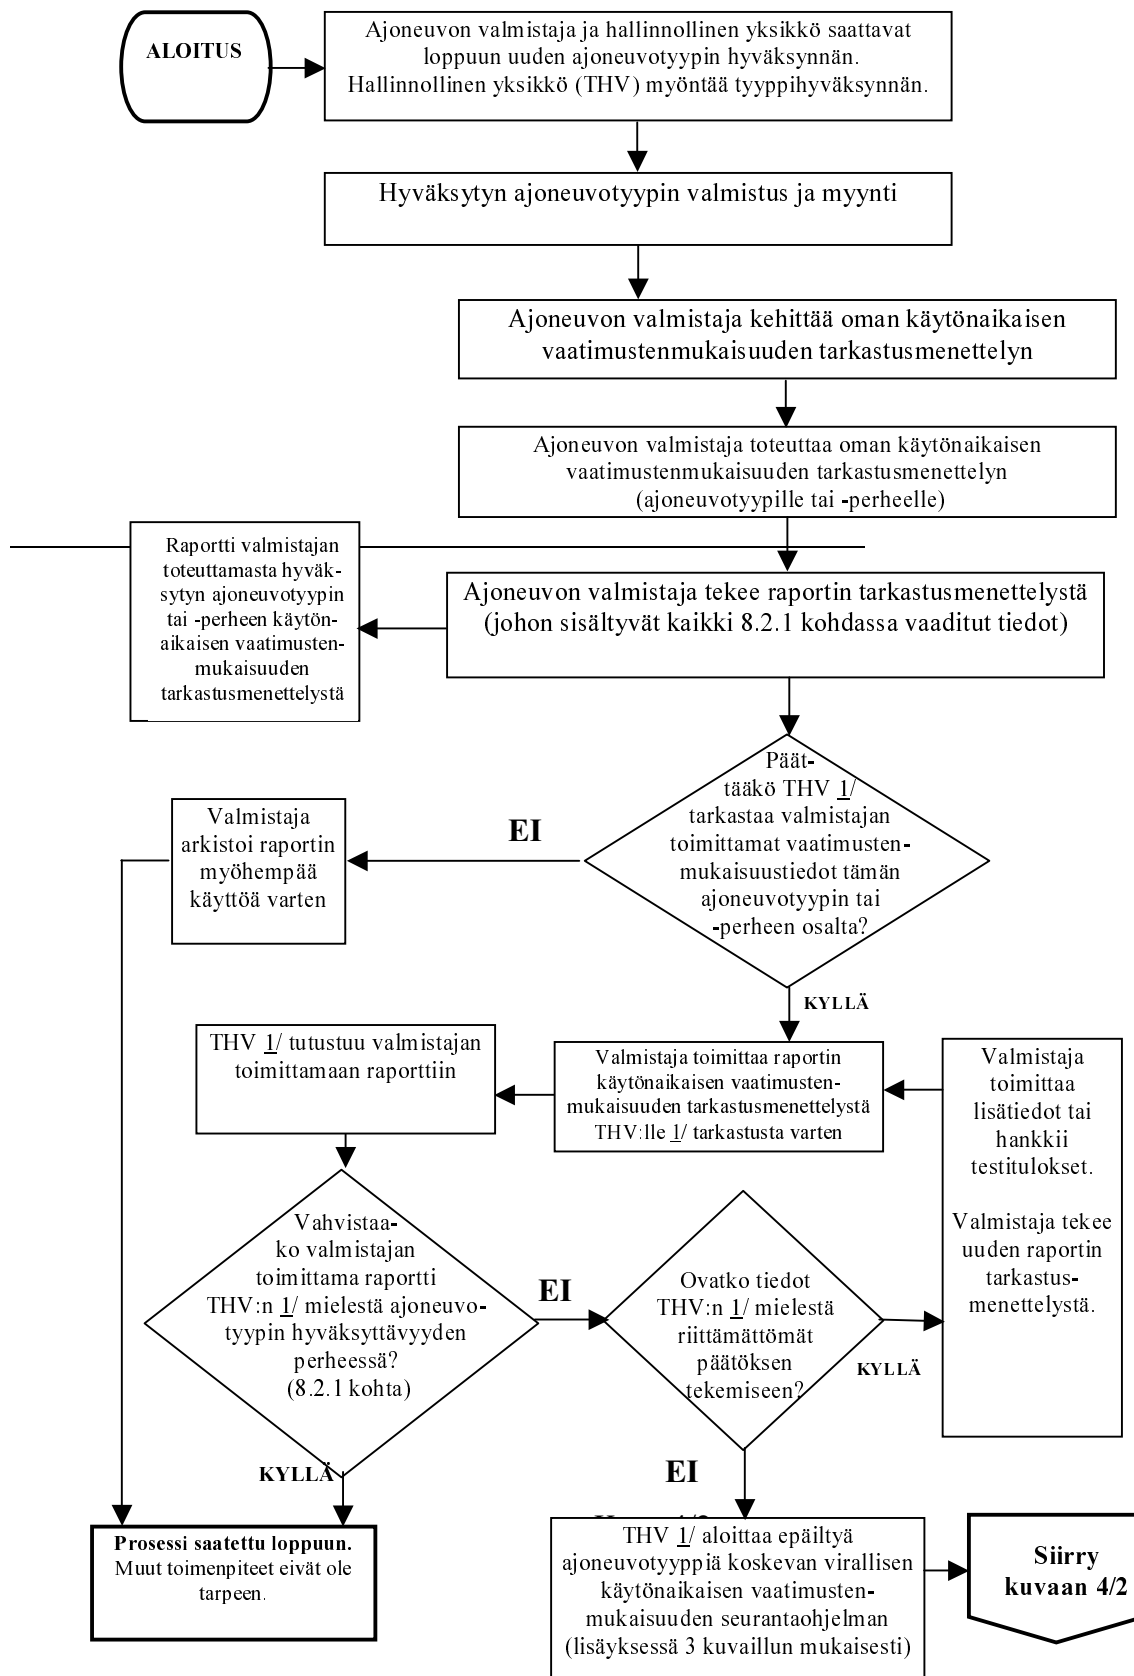 ALOITUS
Ajoneuvon valmistaja ja hallinnollinen yksikkö saattavat
loppuun uuden ajoneuvotyypin hyväksynnän.
Hallinnollinen yksikkö (THV) myöntää tyyppihyväksynnän.
Hyväksytyn ajoneuvotyypin valmistus ja myynti
Ajoneuvon valmistaja kehittää oman käytönaikaisen
vaatimustenmukaisuuden tarkastusmenettelyn
Ajoneuvon valmistaja toteuttaa oman käytönaikaisen
vaatimustenmukaisuuden tarkastusmenettelyn
(ajoneuvotyypille tai -perheelle)
Raportti valmistajan
toteuttamasta hyväk-
sytyn ajoneuvotyypin
tai -perheen käytön-
aikaisen vaatimusten-
mukaisuuden
tarkastusmenettelystä
Ajoneuvon valmistaja tekee raportin tarkastusmenettelystä
(johon sisältyvät kaikki 8.2.1 kohdassa vaaditut tiedot)
Päät-
tääkö THV 1/
tarkastaa valmistajan
toimittamat vaatimusten-
mukaisuustiedot tämän
ajoneuvotyypin tai
-perheen osalta?
EI
Valmistaja
arkistoi raportin
myöhempää
käyttöä varten
KYLLÄ
THV 1/ tutustuu valmistajan
toimittamaan raporttiin
Valmistaja toimittaa raportin
käytönaikaisen vaatimusten-
mukaisuuden tarkastusmenettelystä
THV:lle 1/ tarkastusta varten
Valmistaja
toimittaa
lisätiedot tai
hankkii
testitulokset.
Valmistaja tekee
uuden raportin
tarkastus-
menettelystä.
Vahvistaa-
ko valmistajan
toimittama raportti
THV:n 1/ mielestä ajoneuvo-
tyypin hyväksyttävyyden
perheessä?
(8.2.1 kohta)
EI
Ovatko tiedot
THV:n 1/ mielestä
riittämättömät
päätöksen
tekemiseen?
KYLLÄ
KYLLÄ
EI
Prosessi saatettu loppuun.
Muut toimenpiteet eivät ole
tarpeen.
THV 1/ aloittaa epäiltyä
ajoneuvotyyppiä koskevan virallisen
käytönaikaisen vaatimusten-
mukaisuuden seurantaohjelman
(lisäyksessä 3 kuvaillun mukaisesti)
Siirry
kuvaan 4/2